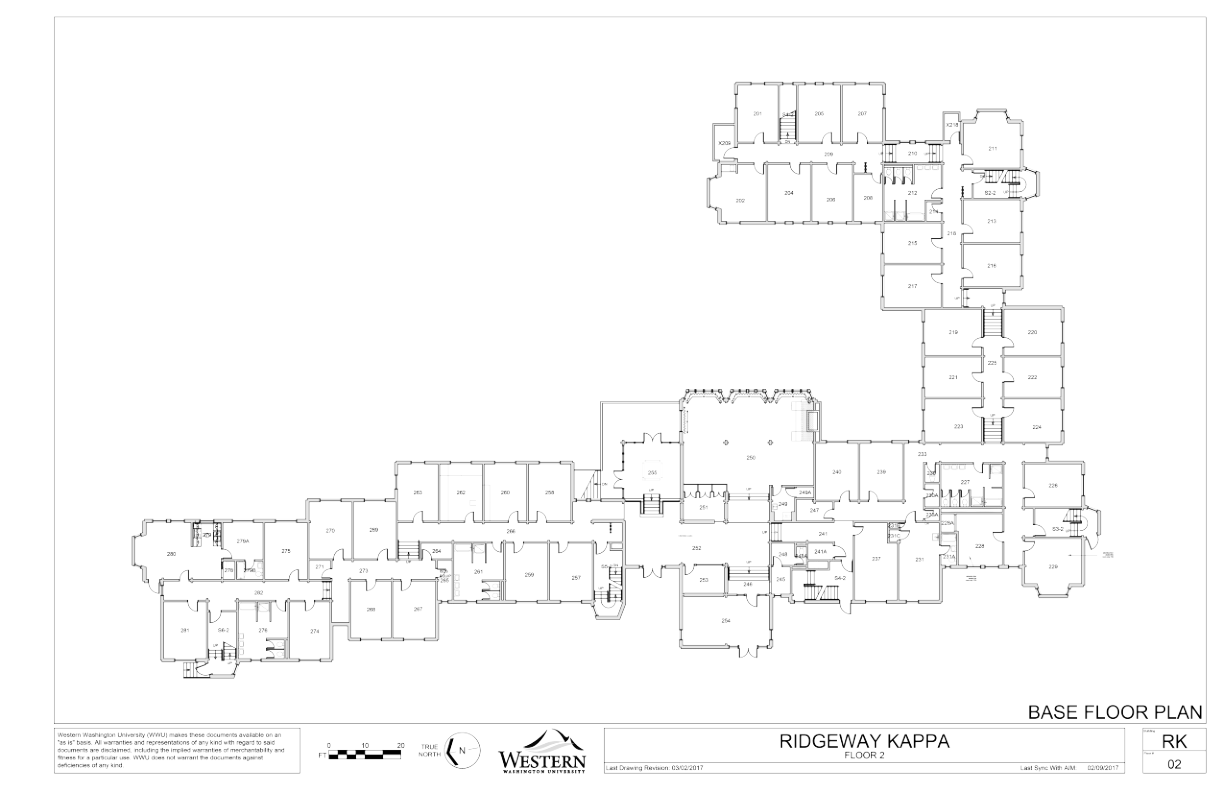 201
205
207
X203
209
210
X218
211
202
204
206
208
212
214
S2-2
213
215
218
216
217
UP
219
220
225
221
222
223
224
UP
250
255
240
239
233
227
226
263
262
260
258
251
249
249A
247
S3-2
280
279A
275
270
269
266
252
241
241A
237
231
228
229
264
271
273
261
259
257
253
246
248
245
S4-2
282
254
281
S6-2
276
274
268
267
BASE FLOOR PLAN
Western Washington University (WWU) makes these documents available on an
"as is" basis. All warranties and representations of any kind with regard to said
documents are disclaimed, including the implied warranties of merchantability and
fitness for a particular use. WWU does not warrant the documents against
deficiencies of any kind.
FT 0 10 20
TRUE
NORTH
N
WESTERN
WASHINGTON UNIVERSITY
RIDGEWAY KAPPA
FLOOR 2
Last Drawing Revision: 03/02/2017
Last Sync With AiM: 02/09/2017
RK
02